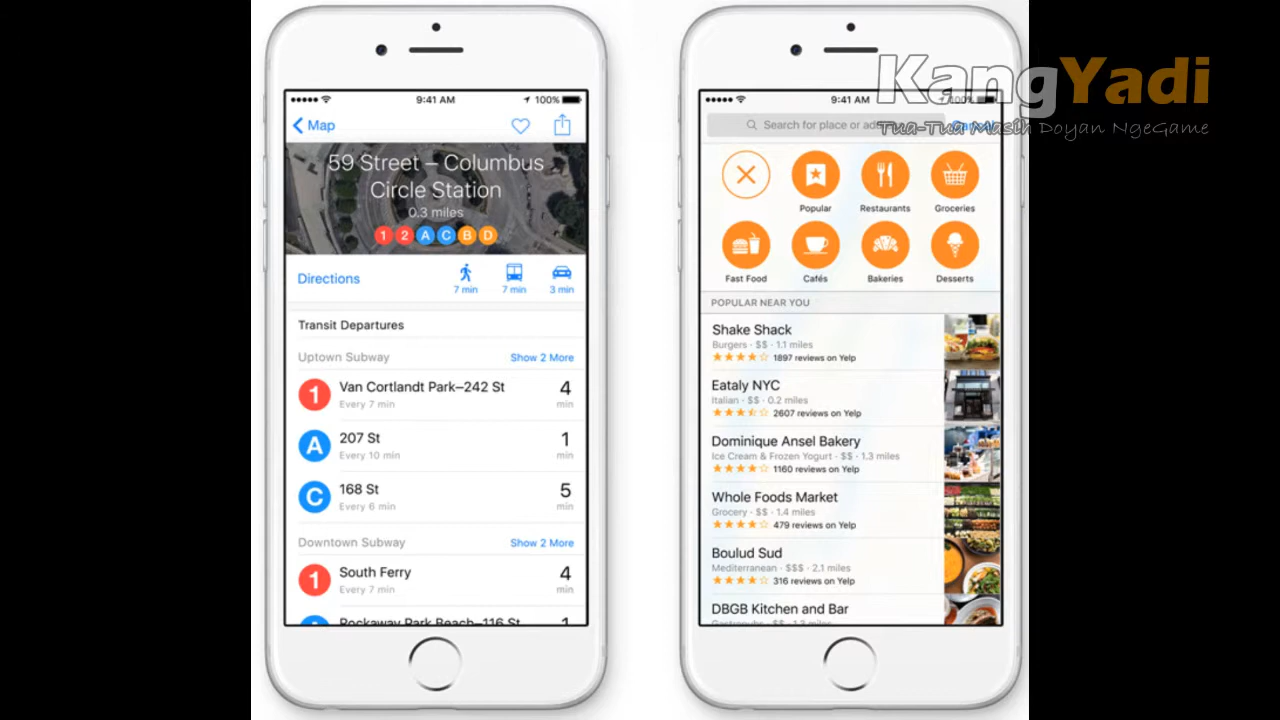 9:41 AM
100%
Map
59 Street – Columbus
Circle Station
0.3 miles
1 2 A C B D
Directions
7 min 7 min 3 min
Transit Departures
Uptown Subway Show 2 More
1 Van Cortlandt Park–242 St 4
Every 7 min min
A 207 St 1
Every 10 min min
C 168 St 5
Every 6 min min
Downtown Subway Show 2 More
1 South Ferry 4
Every 7 min min
Rockaway Park Beach–116 St 1
KangYadi
Tua-Tua Masih Doyan NgeGame
9:41 AM
100%
Search for place or
Popular Restaurants Groceries
Fast Food Cafés Bakeries Desserts
POPULAR NEAR YOU
Shake Shack
Burgers · $$ · 1.1 miles
1897 reviews on Yelp
Eataly NYC
Italian · $$ · 0.2 miles
2607 reviews on Yelp
Dominique Ansel Bakery
Ice Cream & Frozen Yogurt · $$ · 1.3 miles
1160 reviews on Yelp
Whole Foods Market
Grocery · $$ · 1.4 miles
479 reviews on Yelp
Boulud Sud
Mediterranean · $$$ · 2.1 miles
316 reviews on Yelp
DBGB Kitchen and Bar